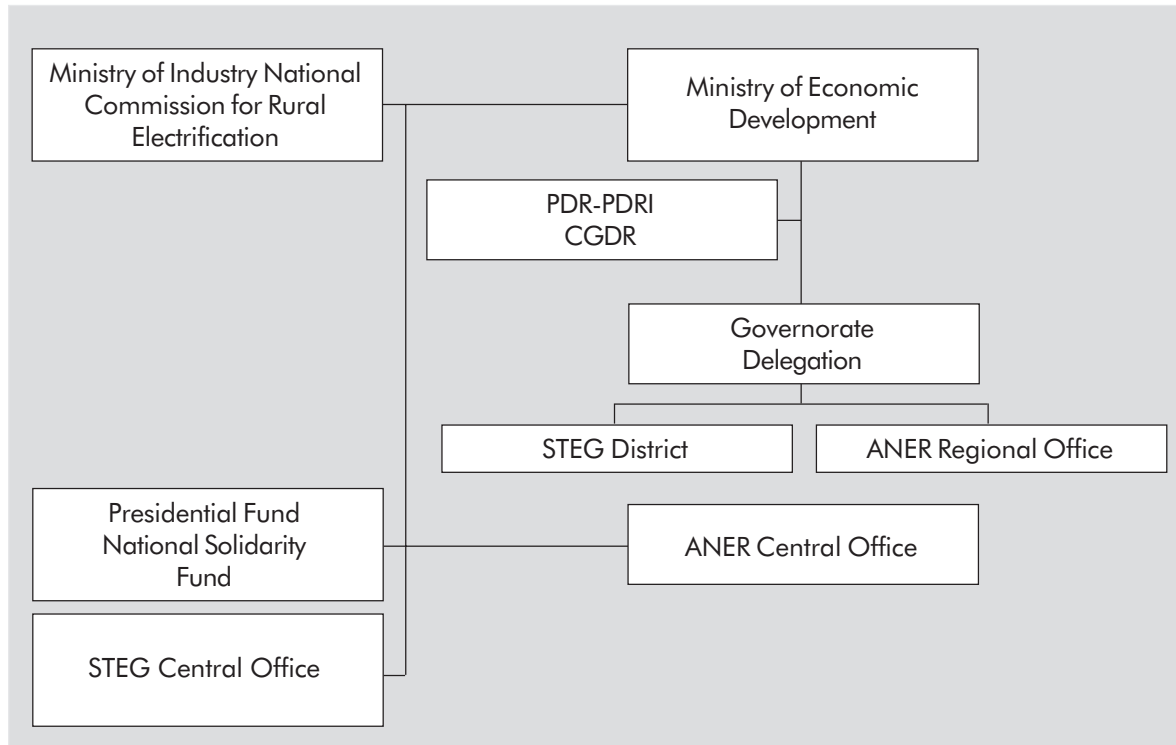 Ministry of Industry National
Commission for Rural
Electrification
Ministry of Economic
Development
PDR-PDRI
CGDR
Governorate
Delegation
STEG District
ANER Regional Office
Presidential Fund
National Solidarity
Fund
ANER Central Office
STEG Central Office